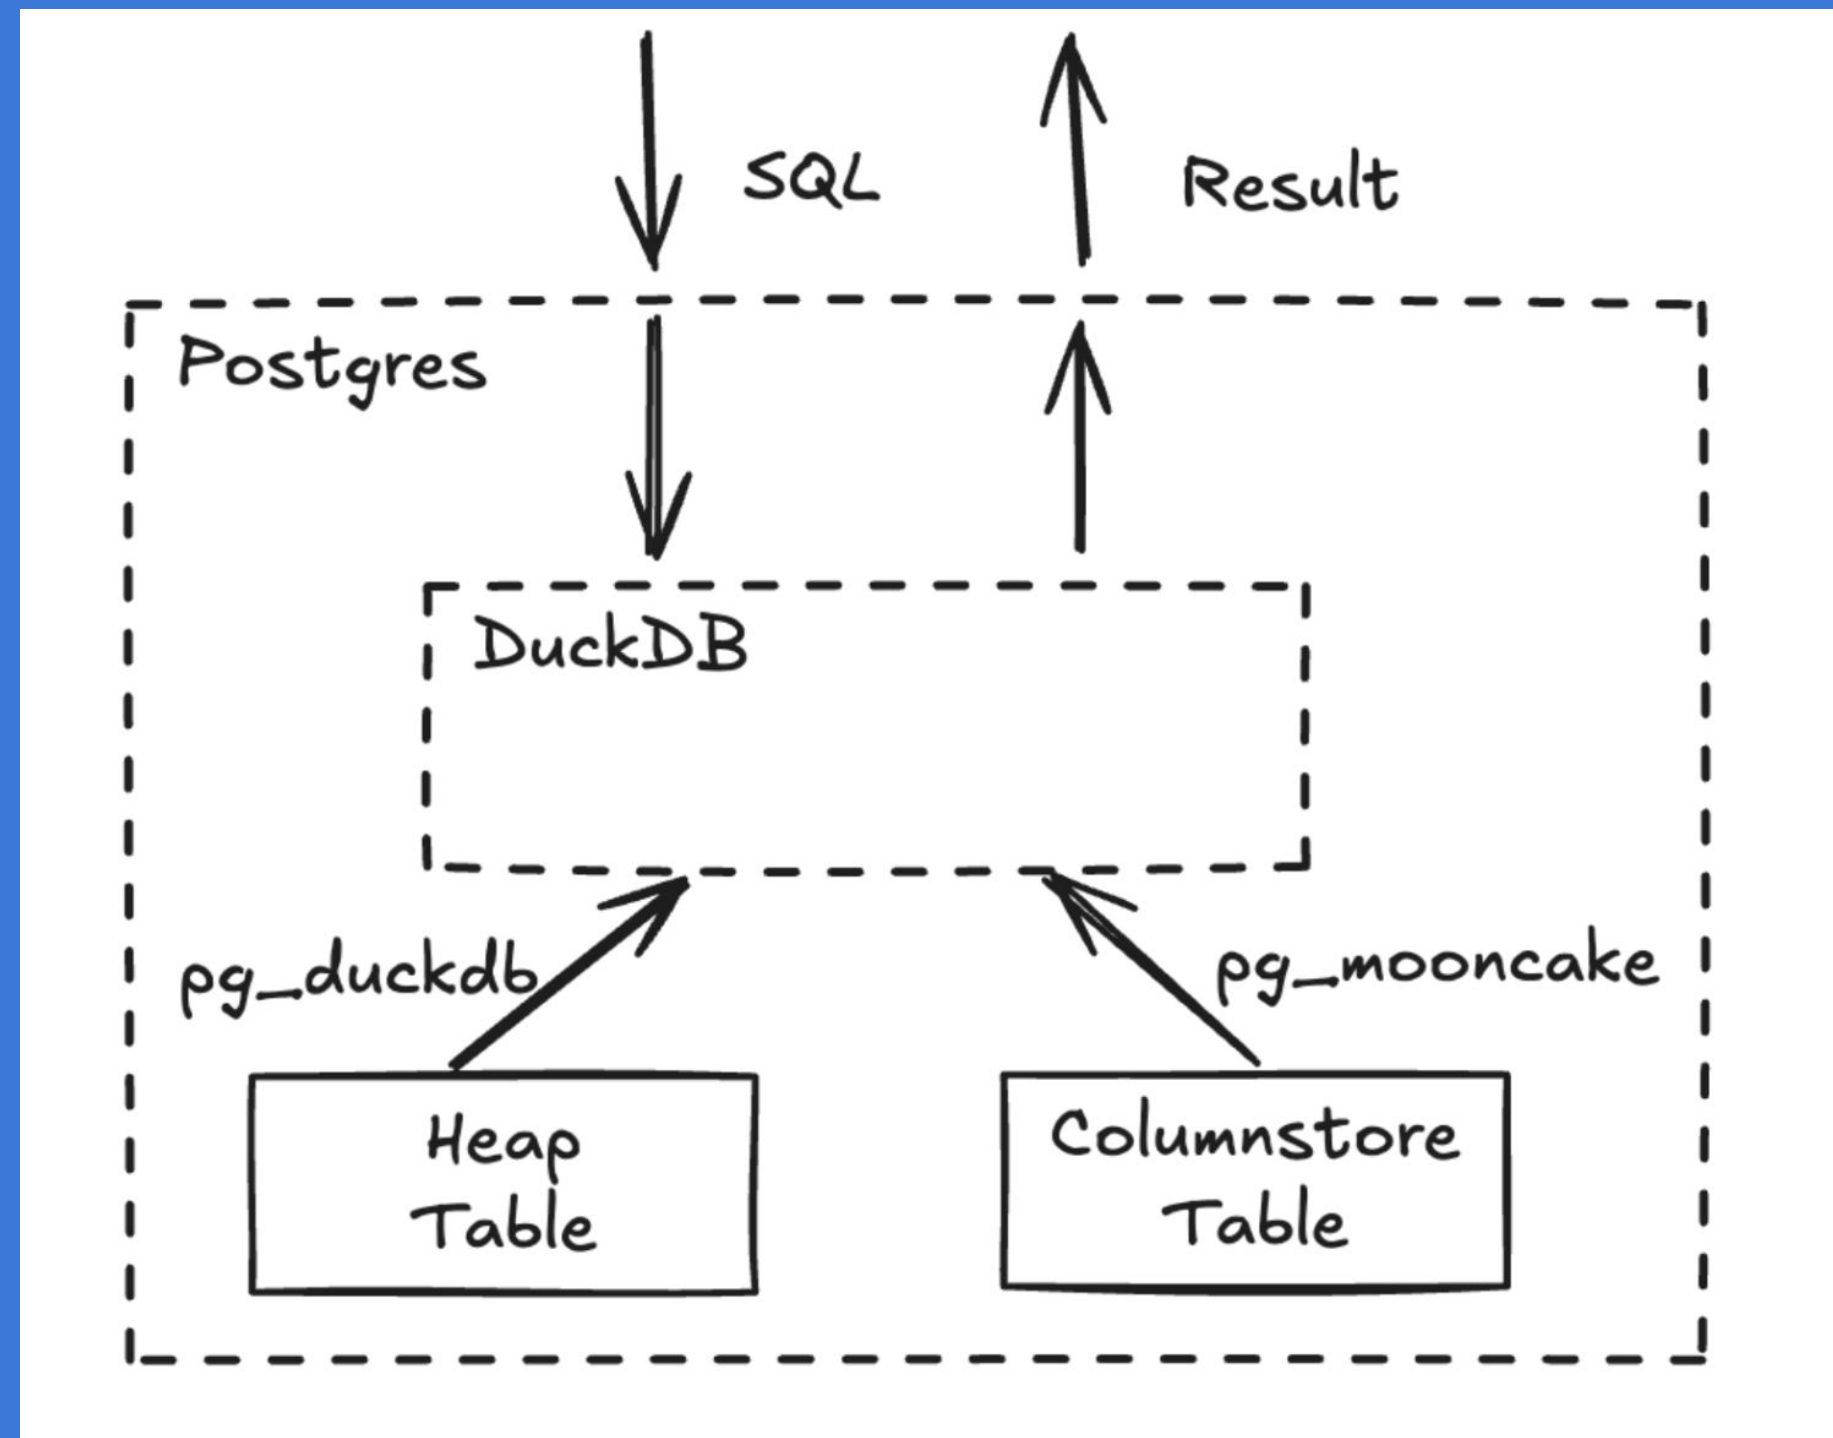 SQL
Result
Postgres
DuckDB
pg_duckdb
pg_mooncake
Heap
Table
Columnstore
Table